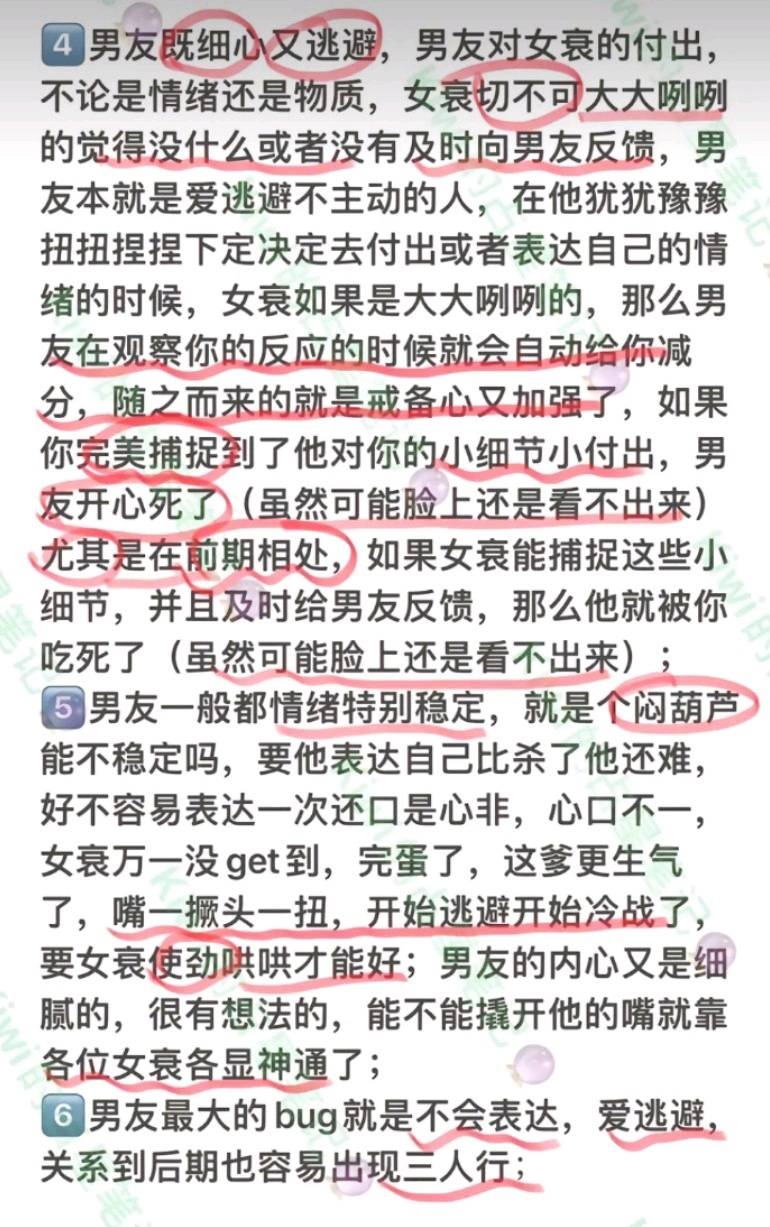 4 男友既细心又逃避，男友对女衰的付出，
不论是情绪还是物质，女衰切不可大大咧咧
的觉得没什么或者没有及时向男友反馈，男
友本就是爱逃避不主动的人，在他犹犹豫豫
扭扭捏捏下定决定去付出或者表达自己的情
绪的时候，女衰如果是大大咧咧的，那么男
友在观察你的反应的时候就会自动给你减
分，随之而来的就是戒备心又加强了，如果
你完美捕捉到了他对你的小细节小付出，男
友开心死了（虽然可能脸上还是看不出来）
尤其是在前期相处，如果女衰能捕捉这些小
细节，并且及时给男友反馈，那么他就被你
吃死了（虽然可能脸上还是看不出来）；
5 男友一般都情绪特别稳定，就是个闷葫芦
能不稳定吗，要他表达自己比杀了他还难，
好不容易表达一次还口是心非，心口不一，
女衰万一没get到，完蛋了，这爹更生气
了，嘴一撅头一扭，开始逃避开始冷战了，
要女衰使劲哄哄才能好；男友的内心又是细
腻的，很有想法的，能不能撬开他的嘴就靠
各位女衰各显神通了；
6 男友最大的bug就是不会表达，爱逃避，
关系到后期也容易出现三人行；